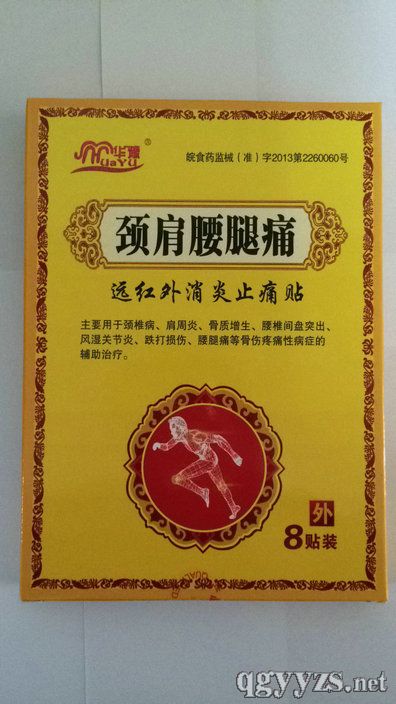 华豫®
HuaYu
皖食药监械（准）字2013第2260060号
颈肩腰腿痛
远红外消炎止痛贴
主要用于颈椎病、肩周炎、骨质增生、腰椎间盘突出、
风湿关节炎、跌打损伤、腰腿痛等骨伤疼痛性病症的
辅助治疗。
外
8贴装
qgyyzs.net